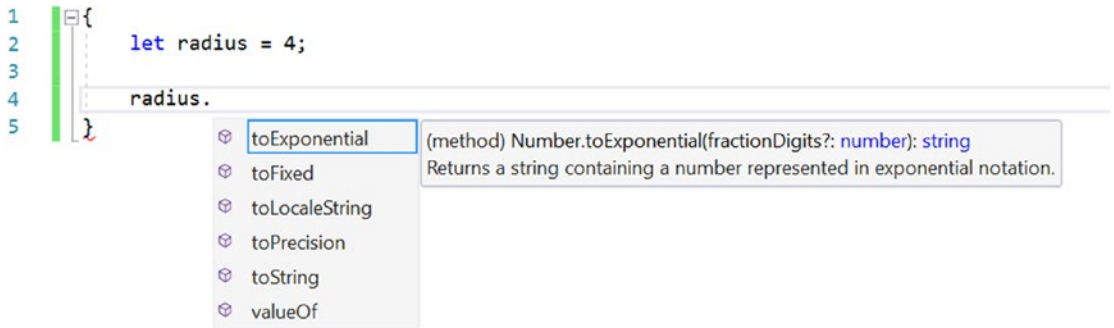 1 {
2 let radius = 4;
3
4 radius.
5 }
toExponential
(method) Number.toExponential(fractionDigits?: number): string
Returns a string containing a number represented in exponential notation.
toFixed
toLocaleString
toPrecision
toString
valueOf